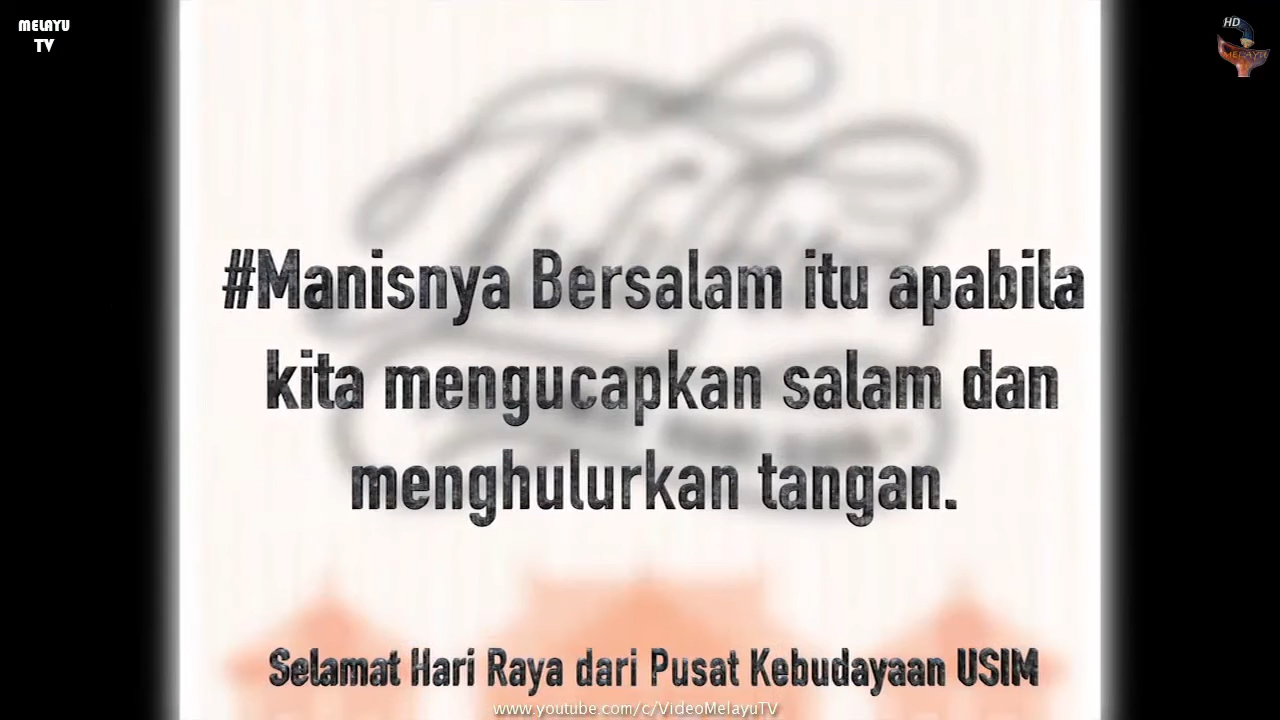 MELAYU
TV
HD
MELAYU
#Manisnya Bersalam itu apabila
kita mengucapkan salam dan
menghulurkan tangan.
Selamat Hari Raya dari Pusat Kebudayaan USIM
www.youtube.com/c/VideoMelayuTV